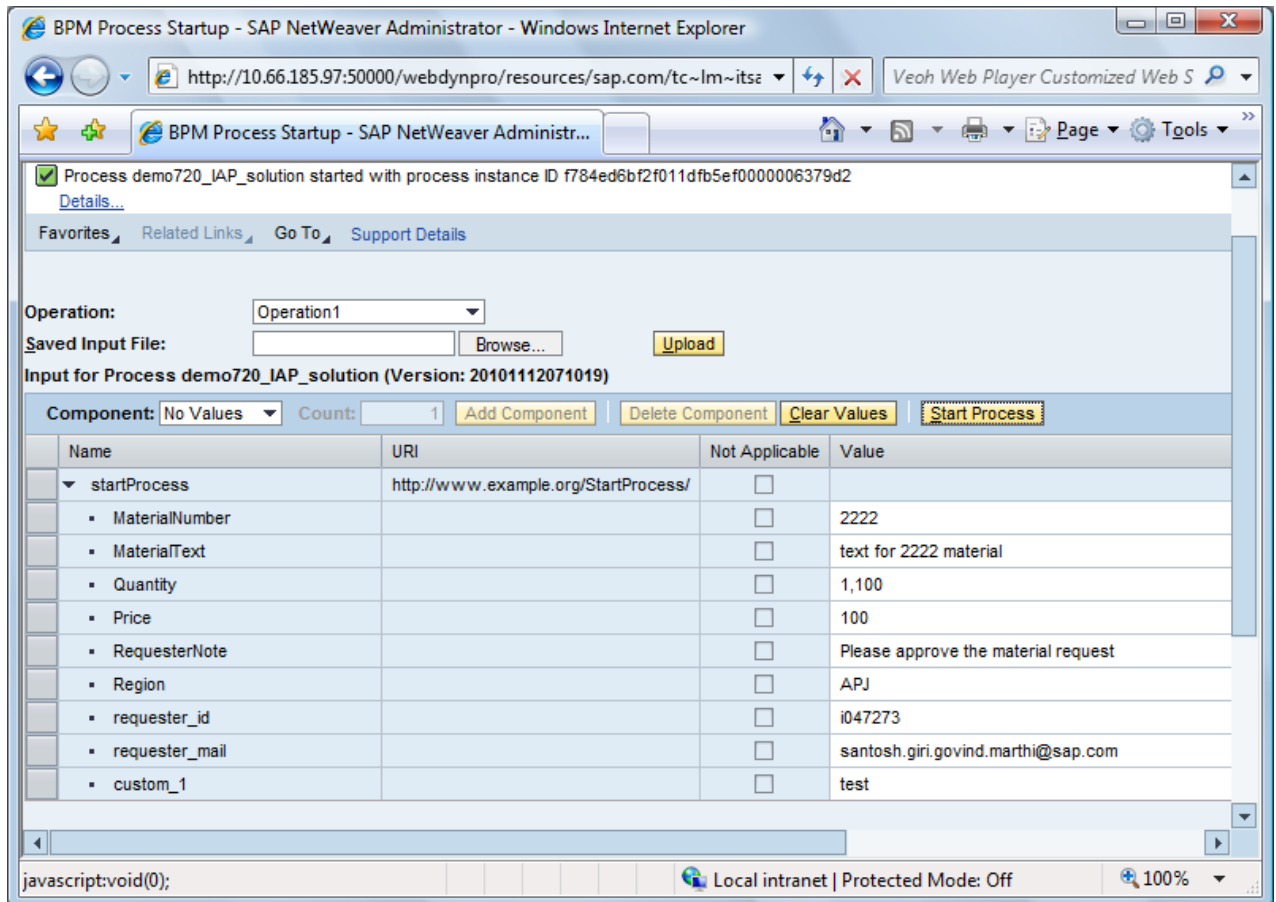 BPM Process Startup - SAP NetWeaver Administrator - Windows Internet Explorer
http://10.66.185.97:50000/webdynpro/resources/sap.com/tc~lm~itsa Veoh Web Player Customized Web S
BPM Process Startup - SAP NetWeaver Administr... Page Tools »
Process demo720_IAP_solution started with process instance ID f784ed6bf2f011dfb5ef0000006379d2
Details...
Favorites Related Links Go To Support Details
Operation: Operation1
Saved Input File: Browse... Upload
Input for Process demo720_IAP_solution (Version: 20101112071019)
Component: No Values Count: 1 Add Component Delete Component Clear Values Start Process
Name URI Not Applicable Value
startProcess http://www.example.org/StartProcess/
MaterialNumber 2222
MaterialText text for 2222 material
Quantity 1,100
Price 100
RequesterNote Please approve the material request
Region APJ
requester_id i047273
requester_mail santosh.giri.govind.marthi@sap.com
custom_1 test
javascript:void(0); Local intranet | Protected Mode: Off 100%